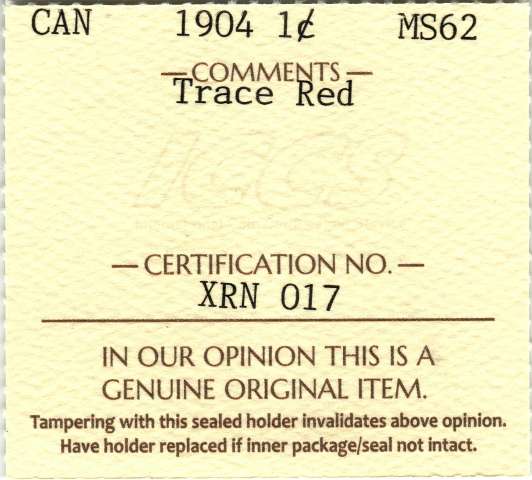 CAN 1904 1¢ MS62
— COMMENTS —
Trace Red
ICCS
— CERTIFICATION NO. —
XRN 017
IN OUR OPINION THIS IS A
GENUINE ORIGINAL ITEM.
Tampering with this sealed holder invalidates above opinion.
Have holder replaced if inner package/seal not intact.